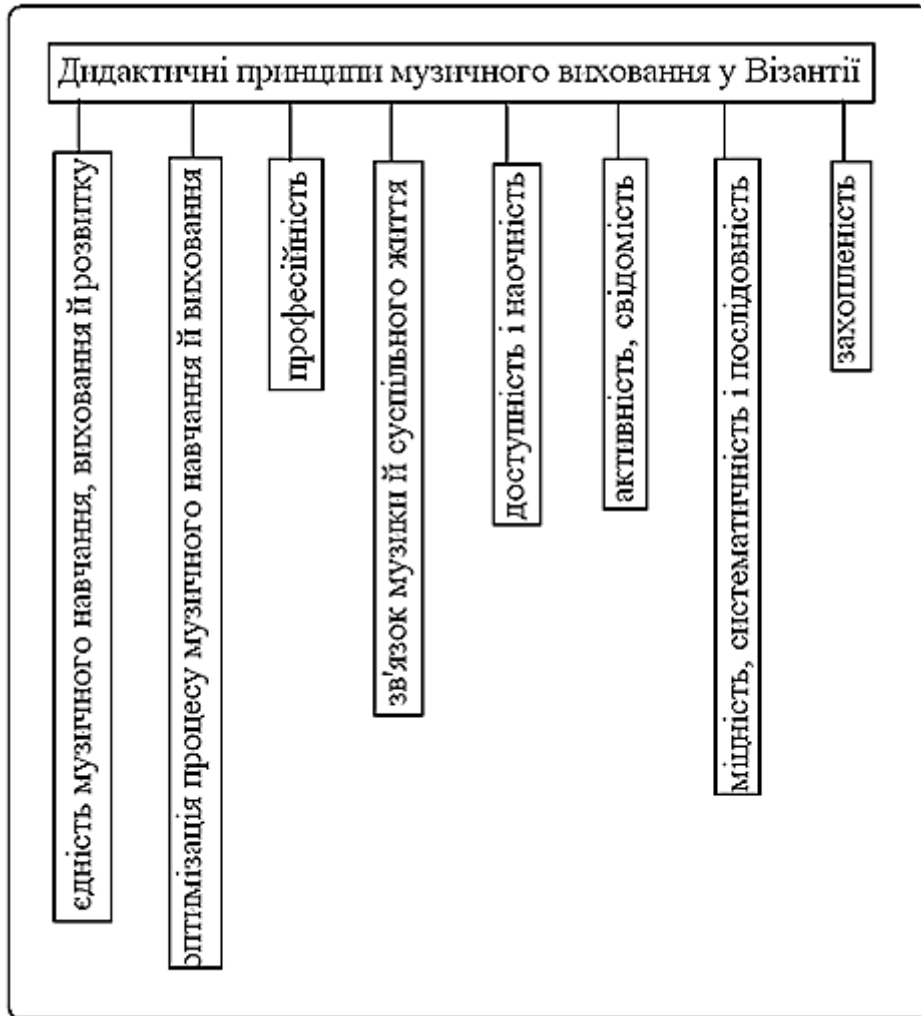 Дидактичні принципи музичного виховання у Візантії
єдність музичного навчання, виховання й розвитку
оптимізація процесу музичного навчання й виховання
професійність
зв'язок музики й суспільного життя
доступність і наочність
активність, свідомість
міцність, систематичність і послідовність
захопленість